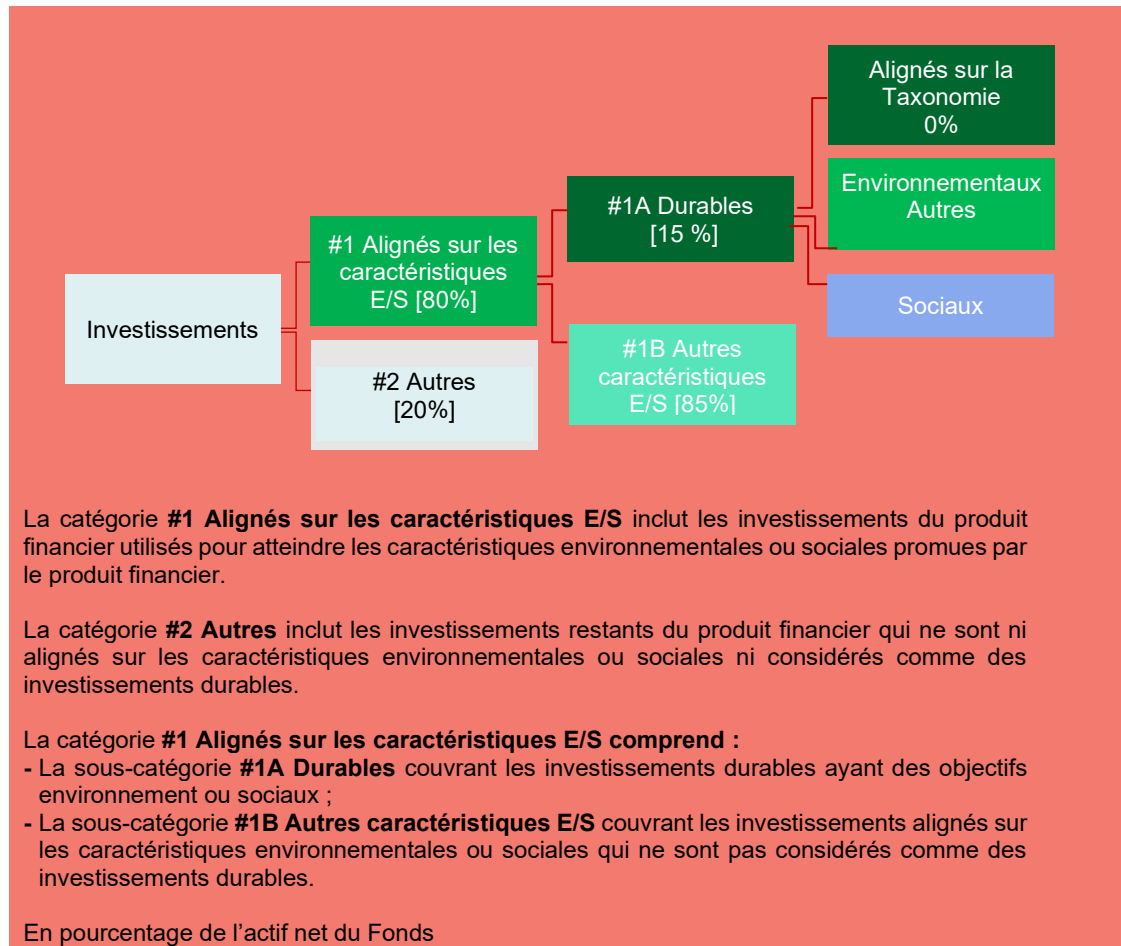 Alignés sur la
Taxonomie
0%
Environnementaux
Autres
#1A Durables
[15 %]
#1 Alignés sur les
caractéristiques
E/S [80%]
Sociaux
Investissements
#1B Autres
caractéristiques
E/S [85%]
#2 Autres
[20%]
La catégorie #1 Alignés sur les caractéristiques E/S inclut les investissements du produit
financier utilisés pour atteindre les caractéristiques environnementales ou sociales promues par
le produit financier.
La catégorie #2 Autres inclut les investissements restants du produit financier qui ne sont ni
alignés sur les caractéristiques environnementales ou sociales ni considérés comme des
investissements durables.
La catégorie #1 Alignés sur les caractéristiques E/S comprend :
- La sous-catégorie #1A Durables couvrant les investissements durables ayant des objectifs
environnement ou sociaux ;
- La sous-catégorie #1B Autres caractéristiques E/S couvrant les investissements alignés sur
les caractéristiques environnementales ou sociales qui ne sont pas considérés comme des
investissements durables.
En pourcentage de l’actif net du Fonds